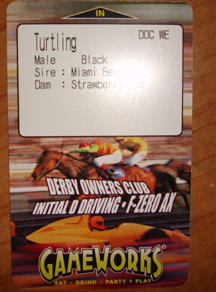 IN
Turtling DOC WE
Male Black
Sire : Miami
Dam : Strawberry
DERBY OWNERS CLUB
INITIAL D DRIVING • F-ZERO AX
GAMEWORKS®
EAT • DRINK • PARTY • PLAY